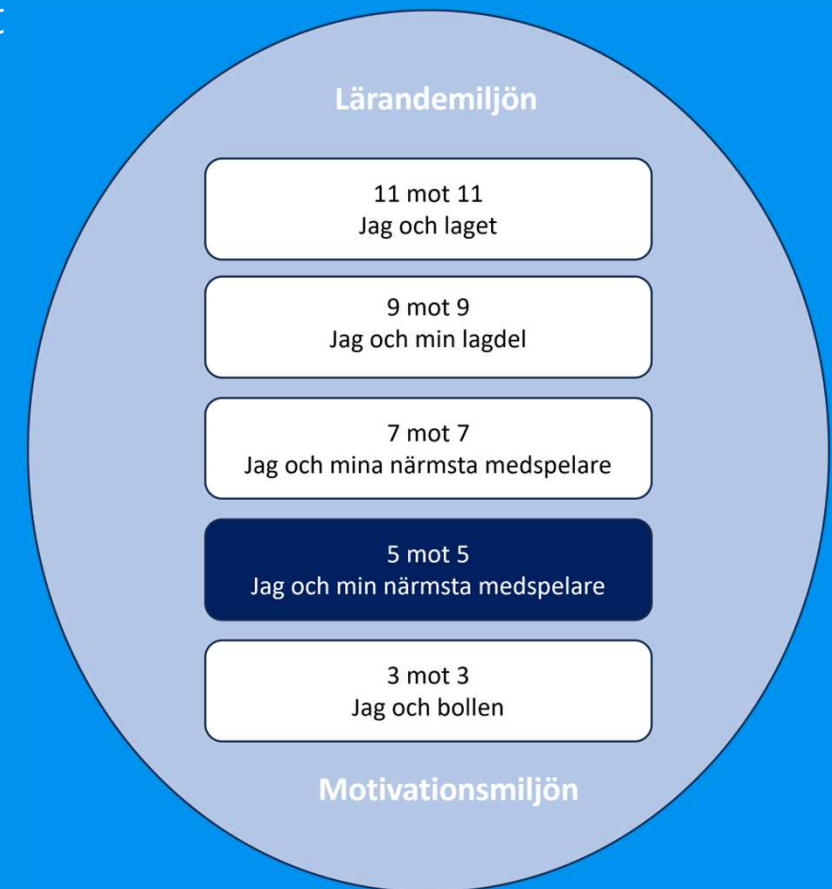 Lärandemiljön
11 mot 11
Jag och laget
9 mot 9
Jag och min lagdel
7 mot 7
Jag och mina närmsta medspelare
5 mot 5
Jag och min närmsta medspelare
3 mot 3
Jag och bollen
Motivationsmiljön